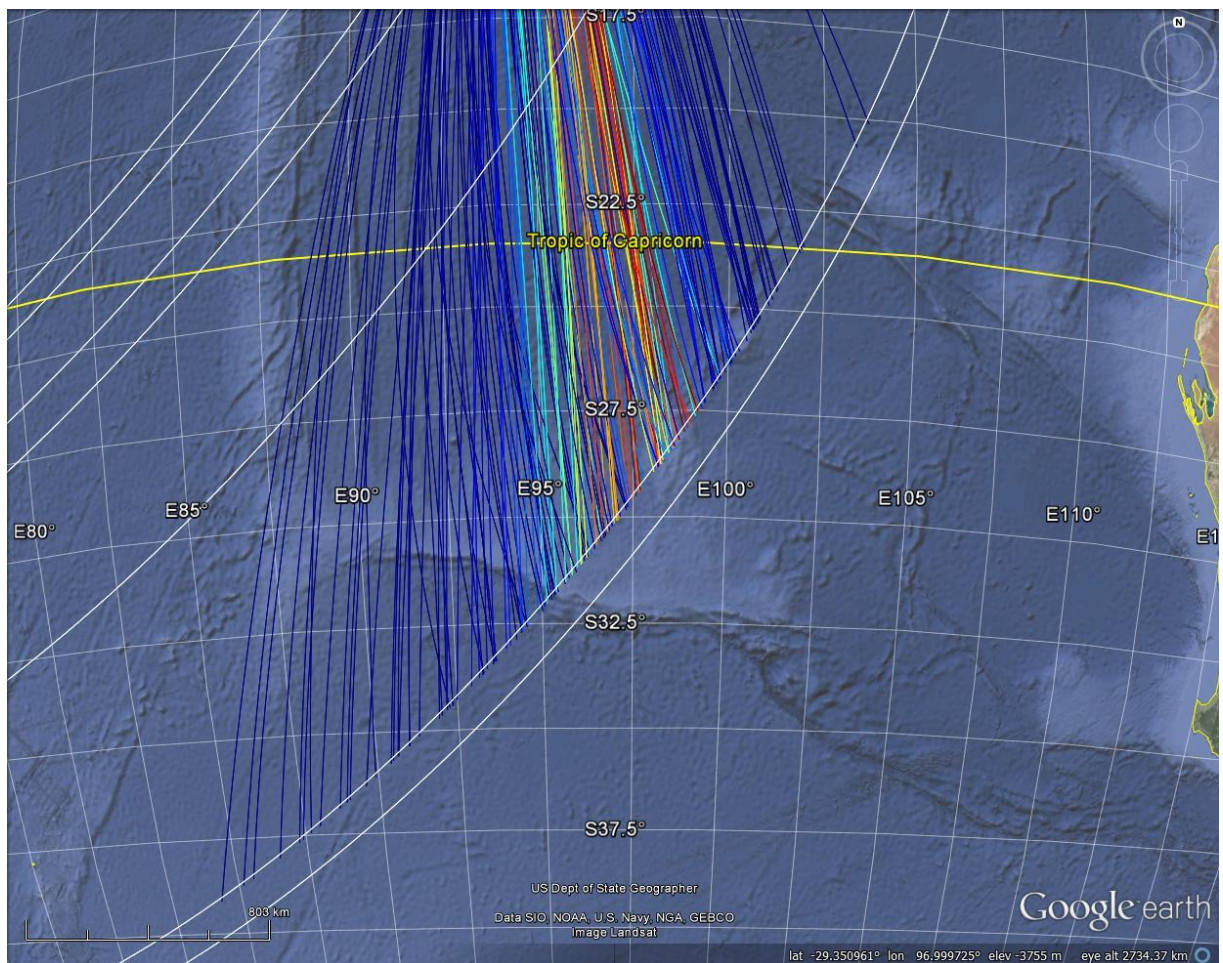 N
S17.5°
S22.5°
Tropic of Capricorn
S27.5°
E80°
E85°
E90°
E95°
E100°
E105°
E110°
E1
S32.5°
S37.5°
US Dept of State Geographer
803 km
Data SIO, NOAA, U.S. Navy, NGA, GEBCO
Image Landsat
Google earth
lat -29.350961° lon 96.999725° elev -3755 m eye alt 2734.37 km